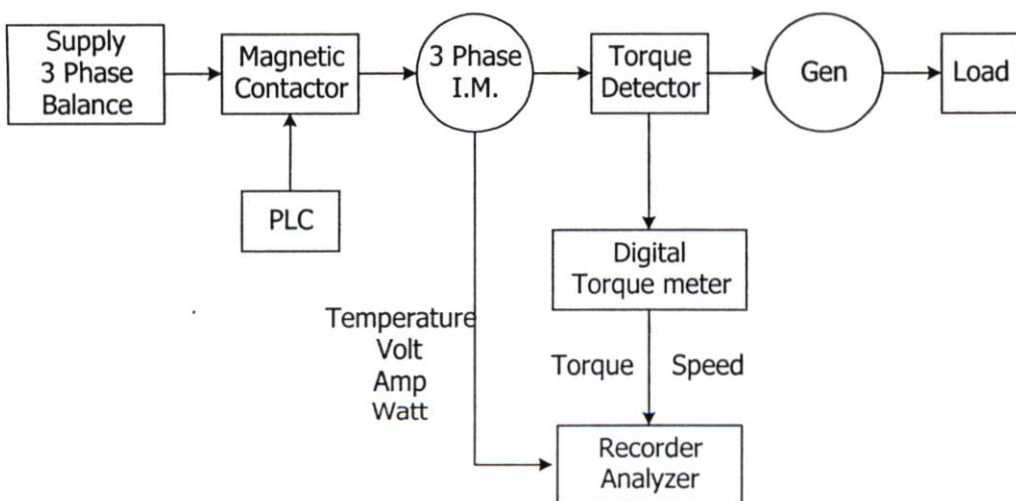 Supply
3 Phase
Balance
Magnetic
Contactor
3 Phase
I.M.
Torque
Detector
Gen
Load
PLC
Digital
Torque meter
Temperature
Volt
Amp
Watt
Torque
Speed
Recorder
Analyzer